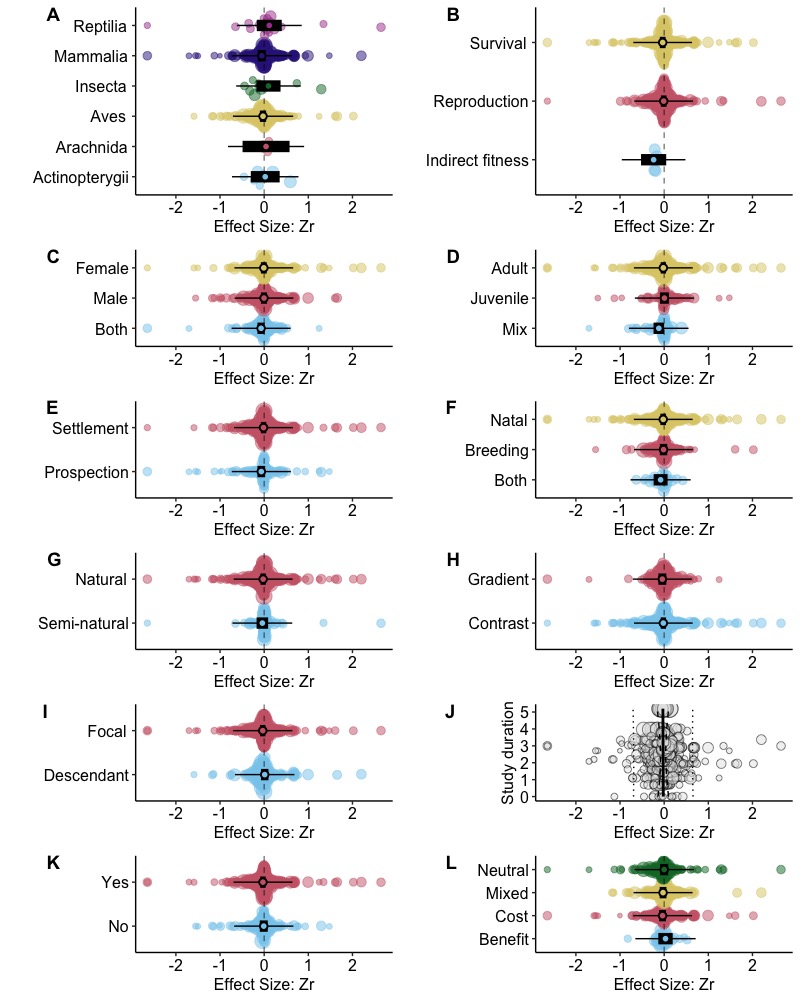 A
Reptilia
Mammalia
Insecta
Aves
Arachnida
Actinopterygii
-2 -1 0 1 2
Effect Size: Zr
B
Survival
Reproduction
Indirect fitness
-2 -1 0 1 2
Effect Size: Zr
C
Female
Male
Both
-2 -1 0 1 2
Effect Size: Zr
D
Adult
Juvenile
Mix
-2 -1 0 1 2
Effect Size: Zr
E
Settlement
Prospection
-2 -1 0 1 2
Effect Size: Zr
F
Natal
Breeding
Both
-2 -1 0 1 2
Effect Size: Zr
G
Natural
Semi-natural
-2 -1 0 1 2
Effect Size: Zr
H
Gradient
Contrast
-2 -1 0 1 2
Effect Size: Zr
I
Focal
Descendant
-2 -1 0 1 2
Effect Size: Zr
J
Study duration
5
4
3
2
1
0
-2 -1 0 1 2
Effect Size: Zr
K
Yes
No
-2 -1 0 1 2
Effect Size: Zr
L
Neutral
Mixed
Cost
Benefit
-2 -1 0 1 2
Effect Size: Zr